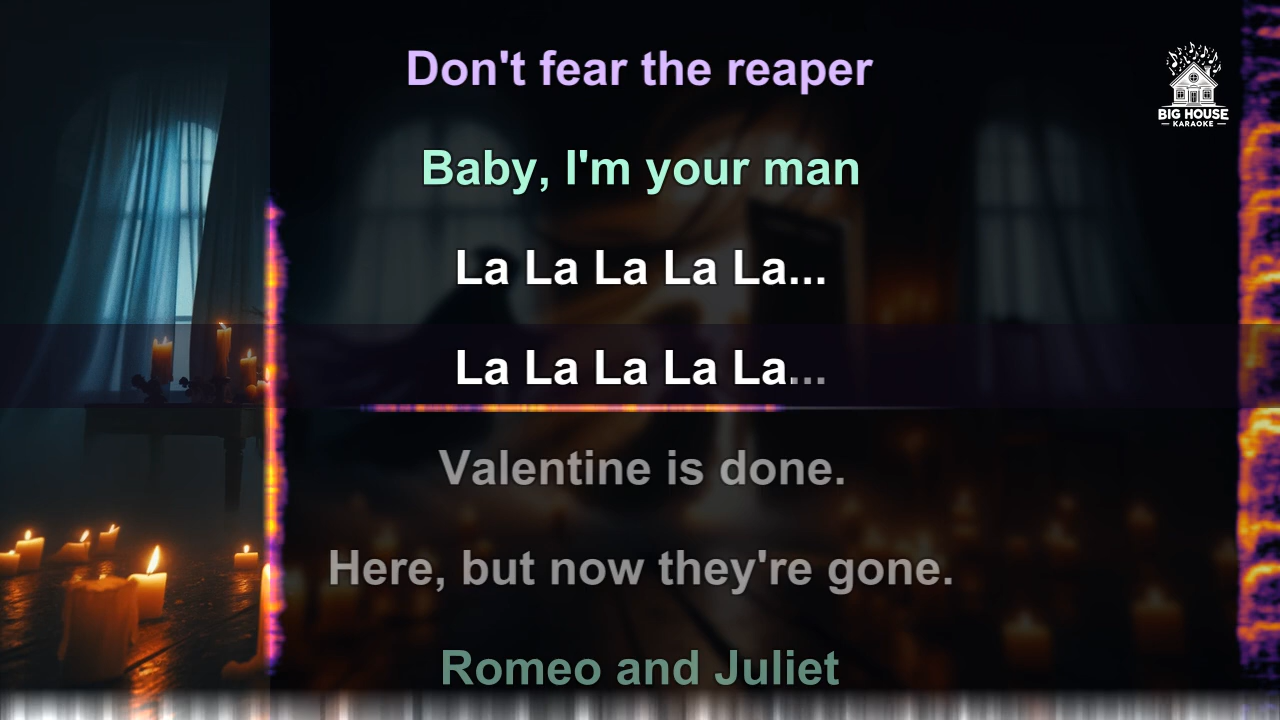 Don't fear the reaper
BIG HOUSE
KARAOKE
Baby, I'm your man
La La La La La...
La La La La La...
Valentine is done.
Here, but now they're gone.
Romeo and Juliet